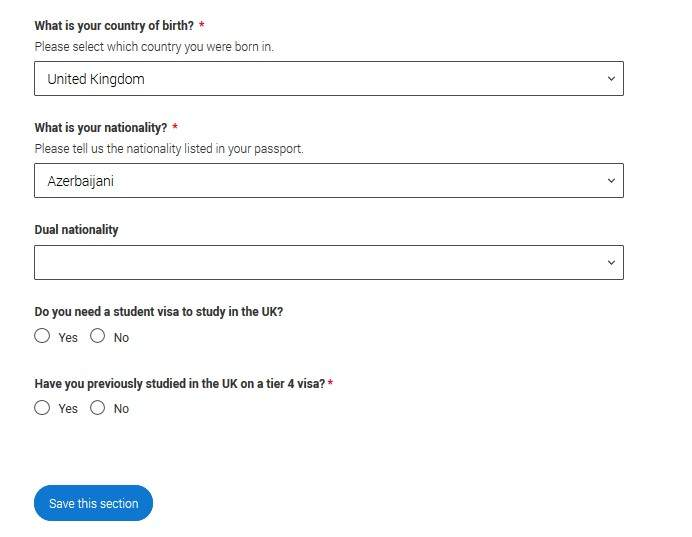 What is your country of birth? *
Please select which country you were born in.
United Kingdom
What is your nationality? *
Please tell us the nationality listed in your passport.
Azerbaijani
Dual nationality
Do you need a student visa to study in the UK?
Yes No
Have you previously studied in the UK on a tier 4 visa? *
Yes No
Save this section